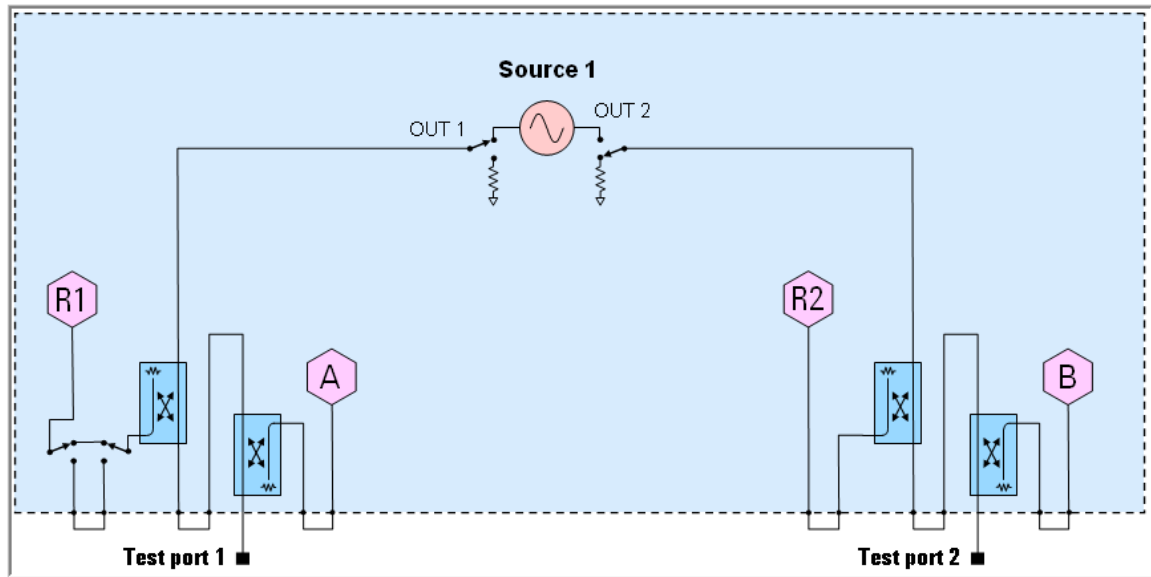 Source 1
OUT 1
OUT 2
R1
R2
A
B
Test port 1
Test port 2